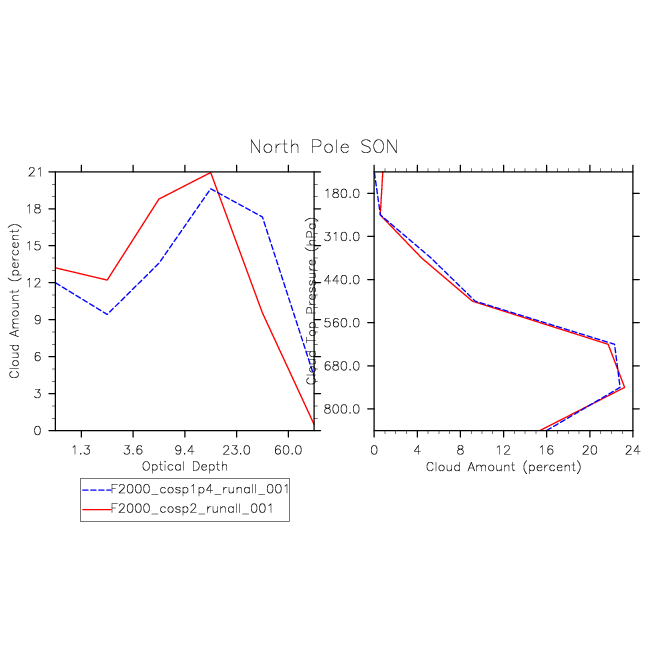 North Pole SON
Cloud Amount (percent)
21
18
15
12
9
6
3
0
1.3 3.6 9.4 23.0 60.0
Optical Depth
Cloud Top Pressure (hPa)
180.0
310.0
440.0
560.0
680.0
800.0
0 4 8 12 16 20 24
Cloud Amount (percent)
F2000_cosp1p4_runall_001
F2000_cosp2_runall_001